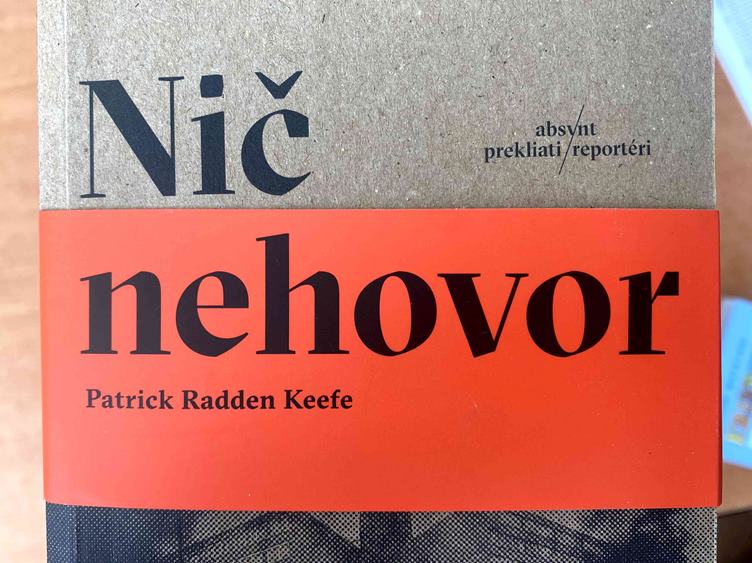 Nič
absynt
prekliati/reportéri
nehovor
Patrick Radden Keefe